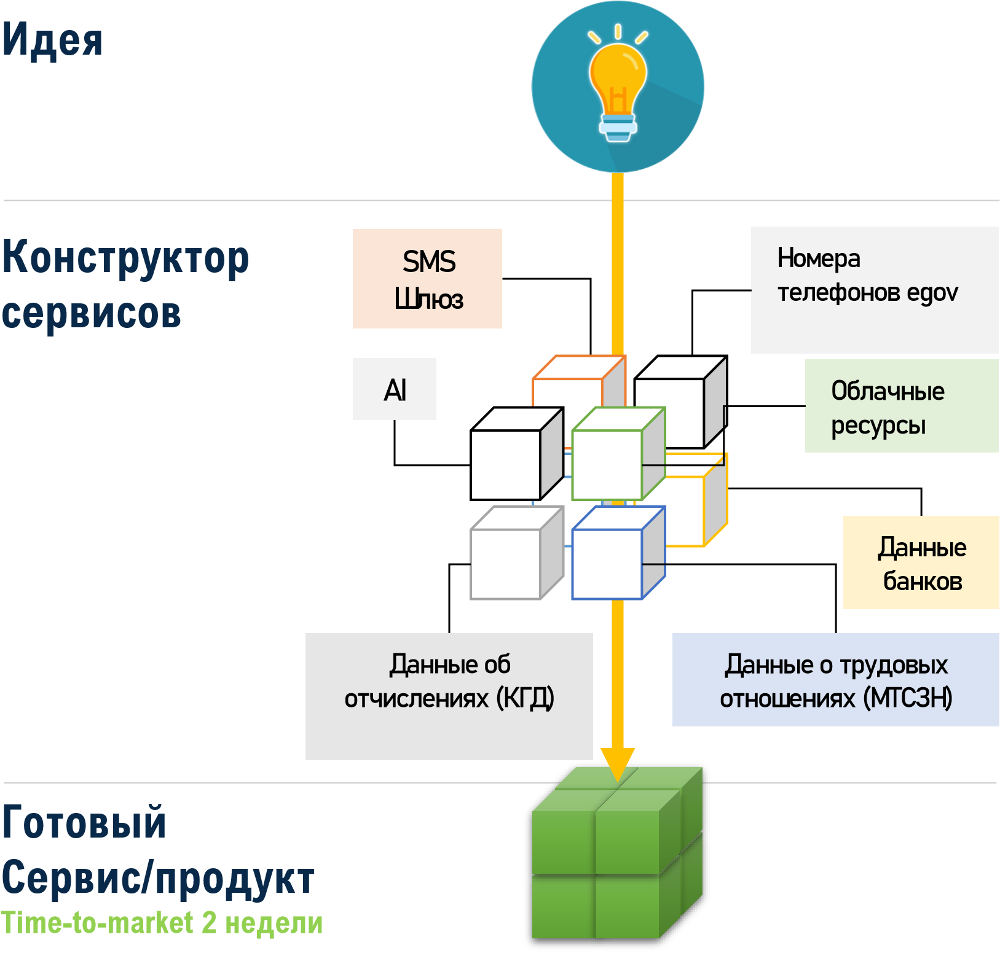 Идея
Конструктор
сервисов
SMS
Шлюз
Номера
телефонов egov
AI
Облачные
ресурсы
Данные
банков
Данные об
отчислениях (КГД)
Данные о трудовых
отношениях (МТСЗН)
Готовый
Сервис/продукт
Time-to-market 2 недели